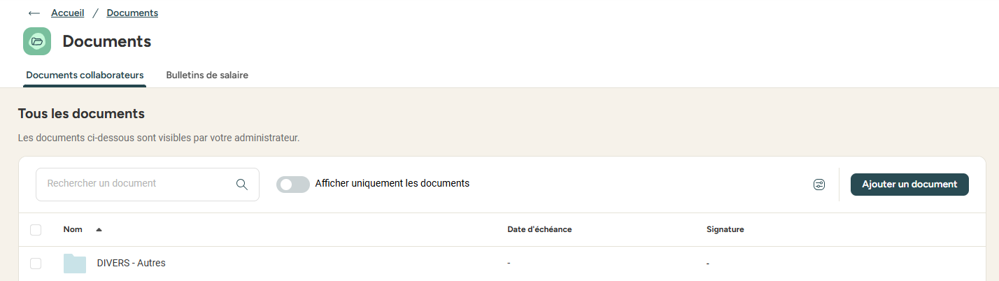 ← Accueil / Documents
Documents
Documents collaborateurs Bulletins de salaire
Tous les documents
Les documents ci-dessous sont visibles par votre administrateur.
Rechercher un document Afficher uniquement les documents Ajouter un document
Nom Date d'échéance Signature
DIVERS - Autres - -